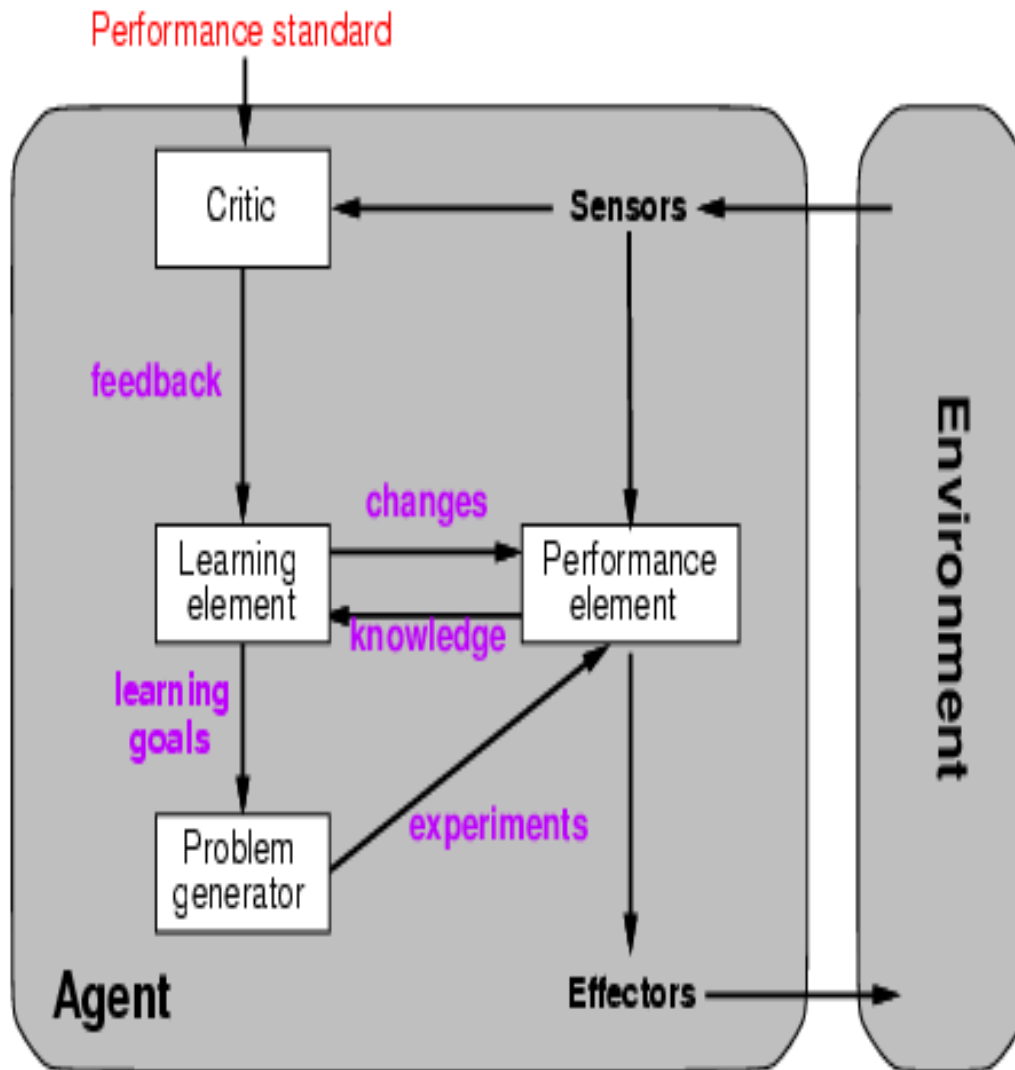 Performance standard
Critic
Sensors
feedback
changes
Learning
element
Performance
element
knowledge
learning
goals
experiments
Problem
generator
Agent
Effectors
Environment